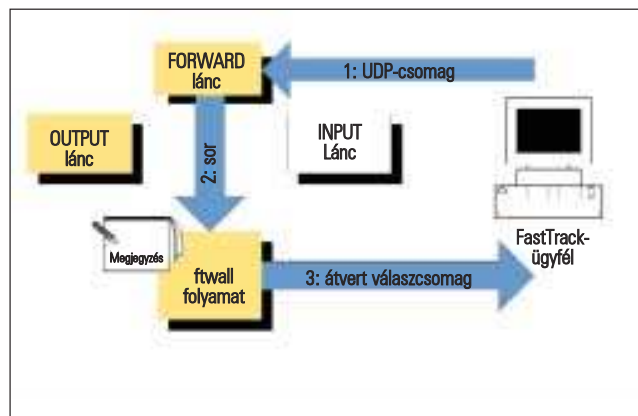 FORWARD
lánc
1: UDP-csomag
OUTPUT
lánc
2: sor
INPUT
Lánc
Megjegyzés
ftwall
folyamat
3: átvert válaszcsomag
FastTrack-
ügyfél